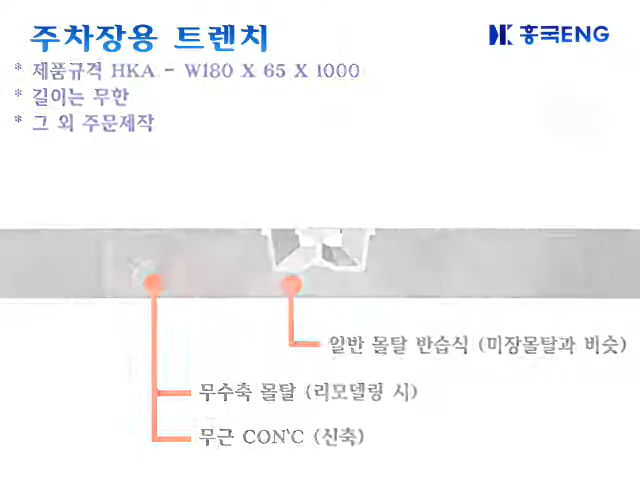 주차장용 트렌치
흥국ENG
* 제품규격 HKA - W180 X 65 X 1000
* 길이는 무한
* 그 외 주문제작
일반 몰탈 반습식 (미장몰탈과 비슷)
무수축 몰탈 (리모델링 시)
무근 CON'C (신축)